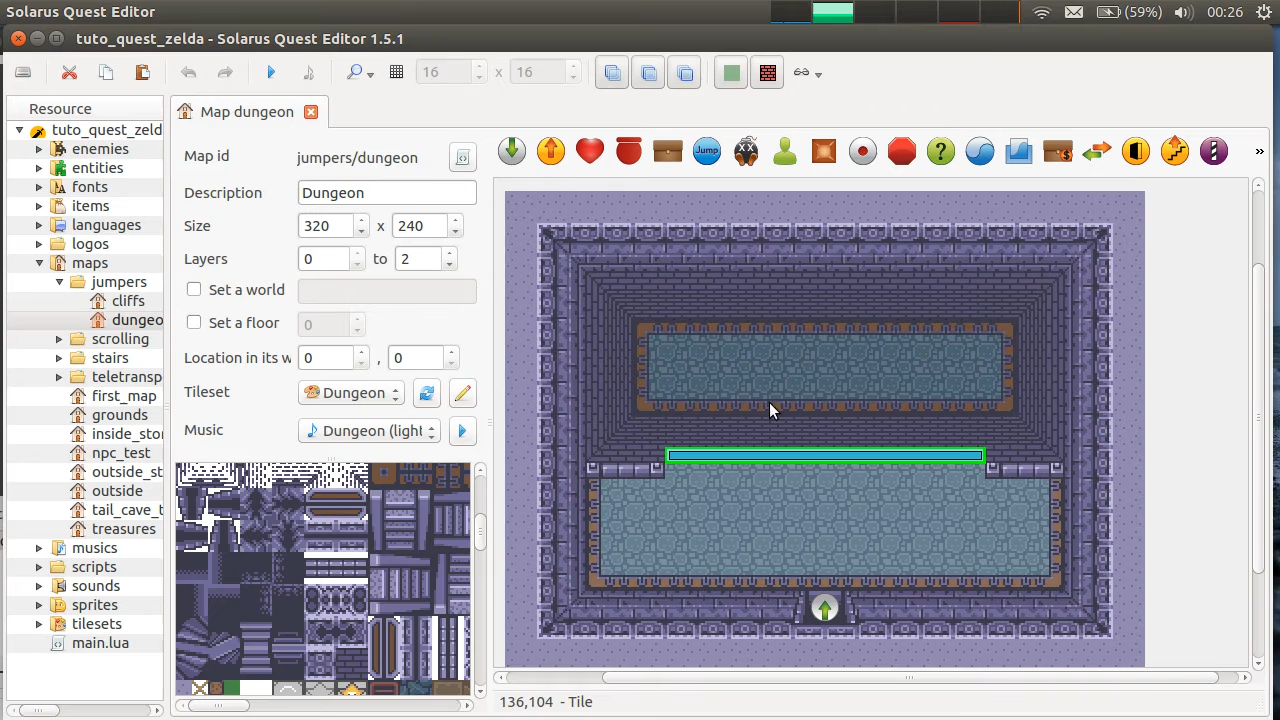 Solarus Quest Editor
(59%)
00:26
tuto_quest_zelda - Solarus Quest Editor 1.5.1
16 x 16
Resource
Map dungeon
tuto_quest_zeld
enemies
entities
fonts
items
languages
logos
maps
jumpers
cliffs
dungeo
scrolling
stairs
teletransp
first_map
grounds
inside_sto
npc_test
outside_st
outside
tail_cave_t
treasures
musics
scripts
sounds
sprites
tilesets
main.lua
Map id
jumpers/dungeon
Description
Dungeon
Size
320 x 240
Layers
0 to 2
Set a world
Set a floor
0
Location in its w
0 , 0
Tileset
Dungeon
Music
Dungeon (light
Jump
XX
?
$
»
136,104 - Tile